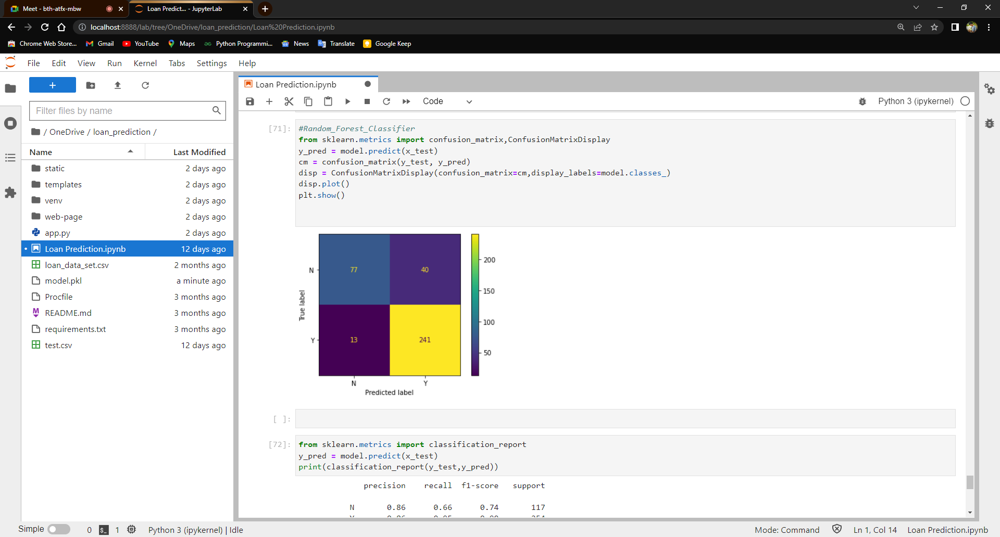 Meet - bth-atfx-mbw
Loan Predict... - JupyterLab
localhost:8888/lab/tree/OneDrive/loan_prediction/Loan%20Prediction.ipynb
Chrome Web Store...
Gmail
YouTube
Maps
Python Programmi...
News
Translate
Google Keep
File Edit View Run Kernel Tabs Settings Help
Filter files by name
/ OneDrive / loan_prediction /
Name Last Modified
static 2 days ago
templates 2 days ago
venv 2 days ago
web-page 2 days ago
app.py 2 days ago
Loan Prediction.ipynb 12 days ago
loan_data_set.csv 2 months ago
model.pkl a minute ago
Procfile 3 months ago
README.md 3 months ago
requirements.txt 3 months ago
test.csv 12 days ago
Loan Prediction.ipynb
Code
Python 3 (ipykernel)
[71]: #Random_Forest_Classifier
from sklearn.metrics import confusion_matrix,ConfusionMatrixDisplay
y_pred = model.predict(x_test)
cm = confusion_matrix(y_test, y_pred)
disp = ConfusionMatrixDisplay(confusion_matrix=cm,display_labels=model.classes_)
disp.plot()
plt.show()
N 77 40
Y 13 241
N Y
True label
Predicted label
200
150
100
50
[ ]:
[72]: from sklearn.metrics import classification_report
y_pred = model.predict(x_test)
print(classification_report(y_test,y_pred))
precision recall f1-score support
N 0.86 0.66 0.74 117
Simple 0 $_ 1 Python 3 (ipykernel) | Idle
Mode: Command Ln 1, Col 14 Loan Prediction.ipynb